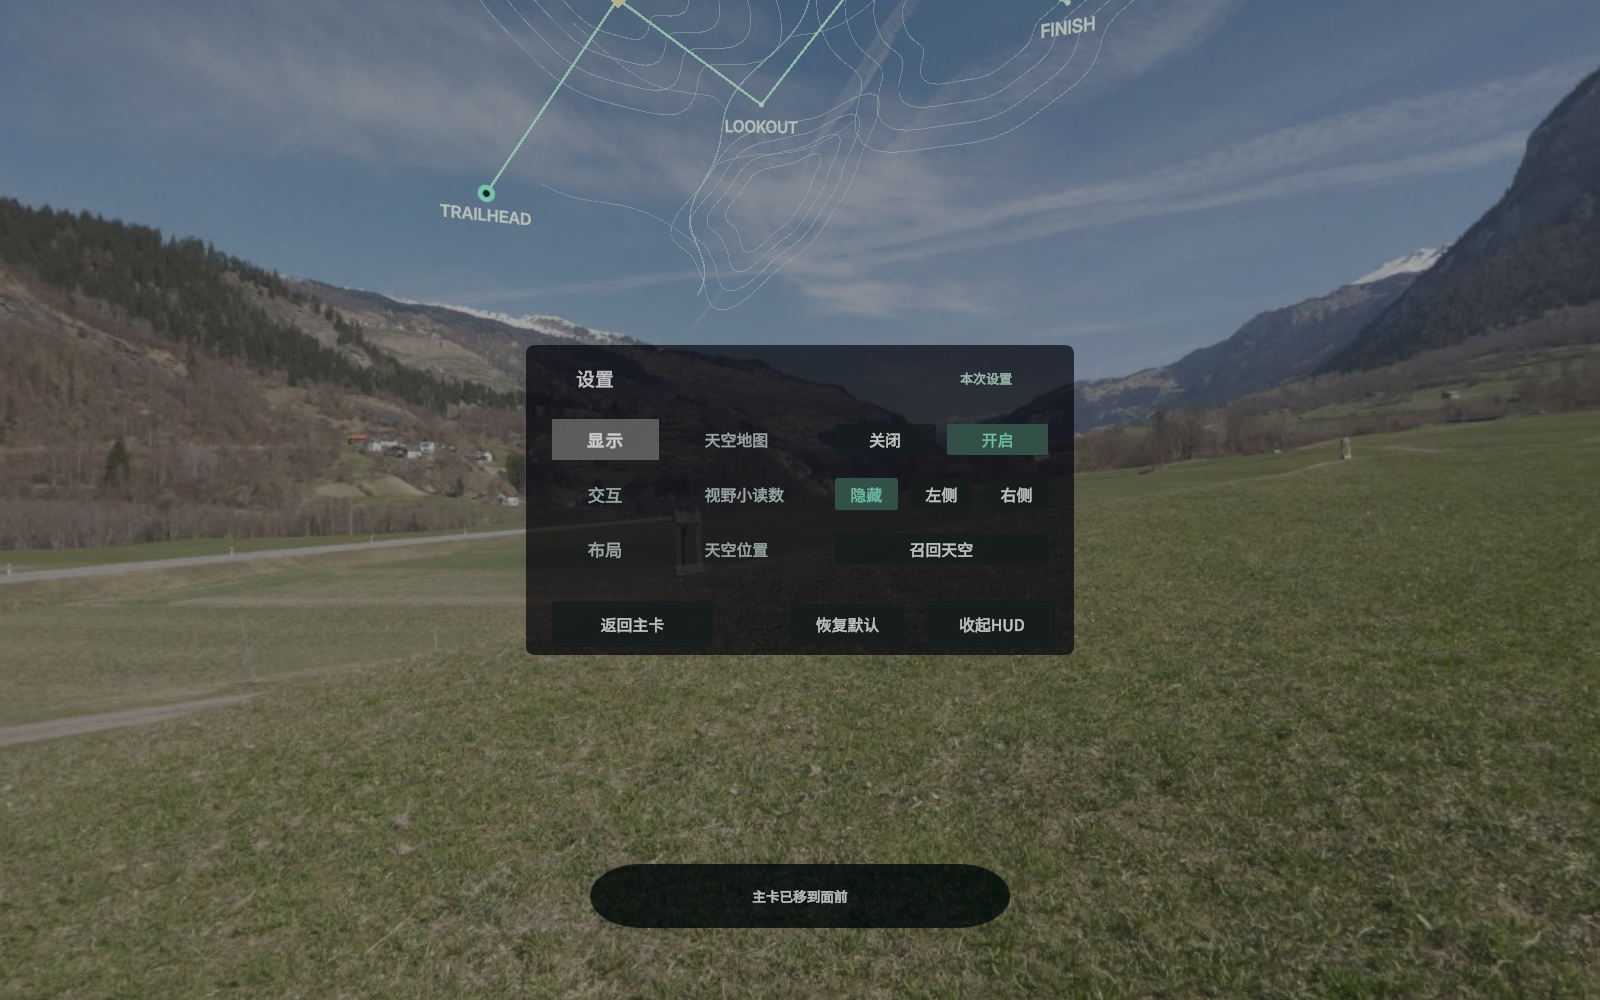 FINISH
LOOKOUT
TRAILHEAD
设置
本次设置
显示
天空地图
关闭
开启
交互
视野小读数
隐藏
左侧
右侧
布局
天空位置
召回天空
返回主卡
恢复默认
收起HUD
主卡已移到面前